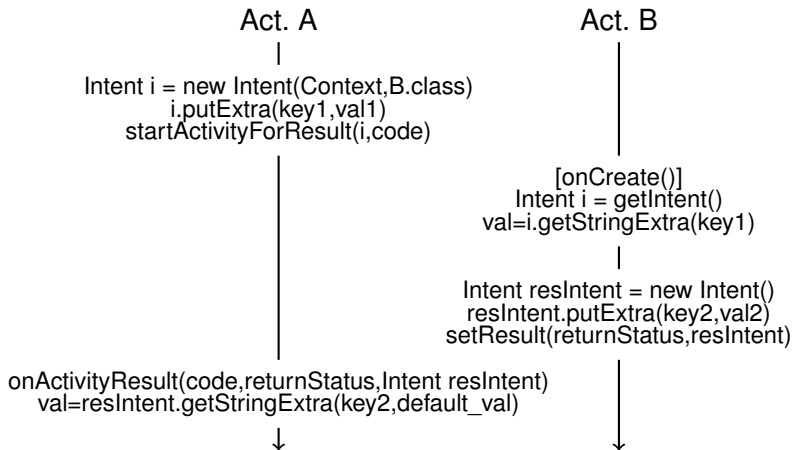 Act. A
Act. B
Intent i = new Intent(Context,B.class)
i.putExtra(key1,val1)
startActivityForResult(i,code)
[onCreate()]
Intent i = getIntent()
val=i.getStringExtra(key1)
Intent resIntent = new Intent()
resIntent.putExtra(key2,val2)
setResult(returnStatus,resIntent)
onActivityResult(code,returnStatus,Intent resIntent)
val=resIntent.getStringExtra(key2,default_val)